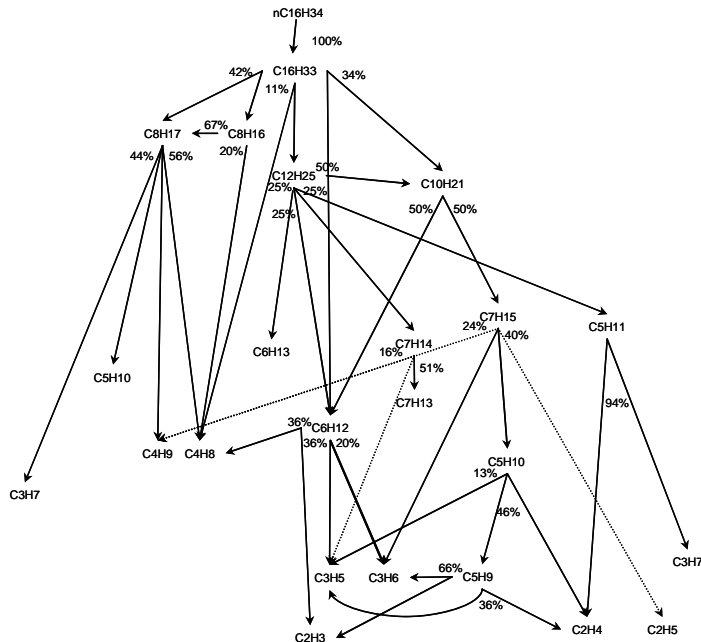 nC16H34
100%
C16H33
42%
34%
11%
67%
C8H17
C8H16
44%
56%
20%
50%
C12H25
C10H21
25%
25%
25%
50%
50%
C7H15
C5H11
24%
40%
C7H14
C6H13
16%
51%
C5H10
C7H13
94%
36%
C6H12
36%
20%
C4H9
C4H8
C5H10
13%
C3H7
46%
C3H7
66%
C3H5
C3H6
C5H9
36%
C2H3
C2H4
C2H5